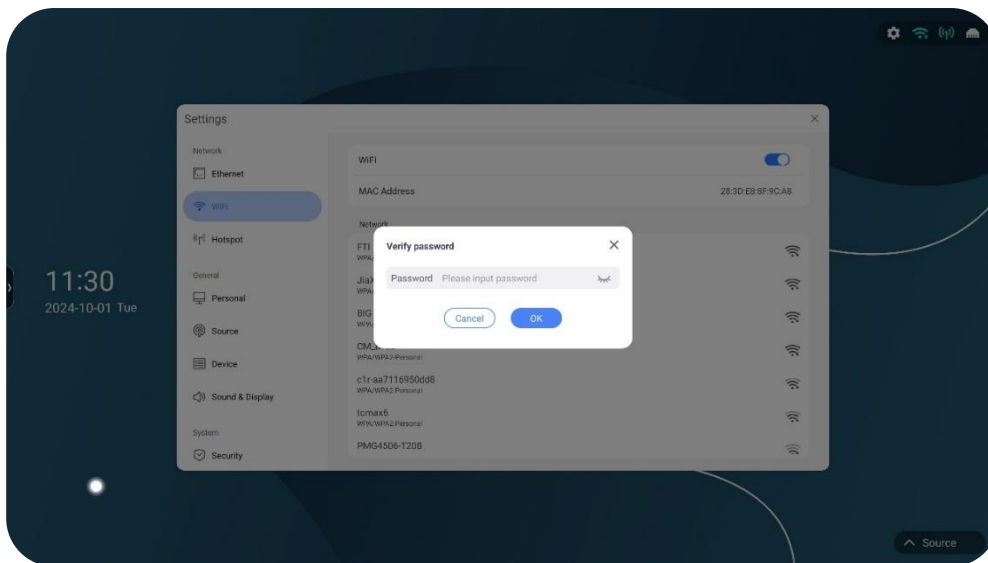 Settings
Network
Ethernet
WiFi
Hotspot
General
Personal
Source
Device
Sound & Display
System
Security
WiFi
MAC Address 28:3D:E8:8F:9C:A8
Network
FTI
JiaX
BIG
c1r-aa7116950dd8
WPA/WPA2-Personal
tcmax6
WPA/WPA2-Personal
PMG4506-T20B
Verify password
Password Please input password
Cancel OK
11:30
2024-10-01 Tue
Source